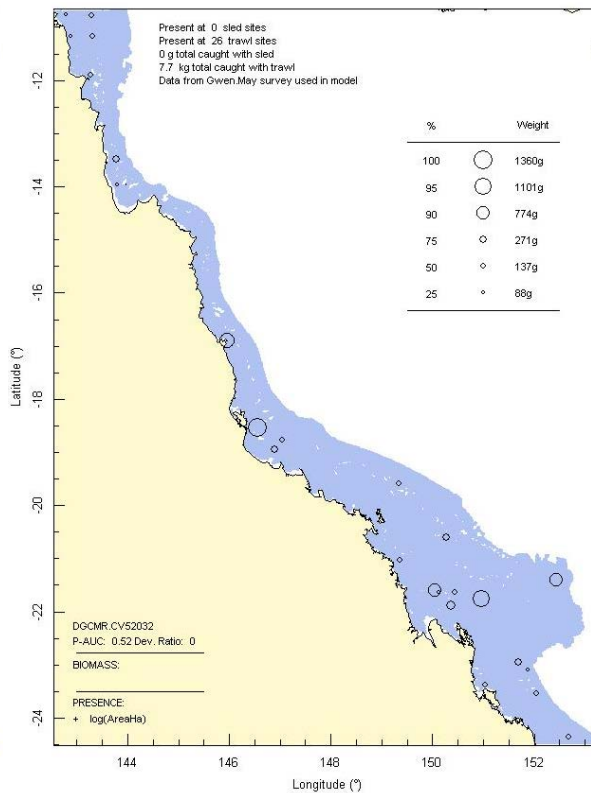 Present at 0 sled sites
Present at 26 trawl sites
0 g total caught with sled
7.7 kg total caught with trawl
Data from Gwen.May survey used in model
% Weight
100 1360g
95 1101g
90 774g
75 271g
50 137g
25 88g
-12
-14
-16
-18
-20
-22
-24
Latitude (°)
DGCMR.CV52032
P-AUC: 0.52 Dev. Ratio: 0
BIOMASS:
PRESENCE:
+ log(AreaHa)
144 146 148 150 152
Longitude (°)